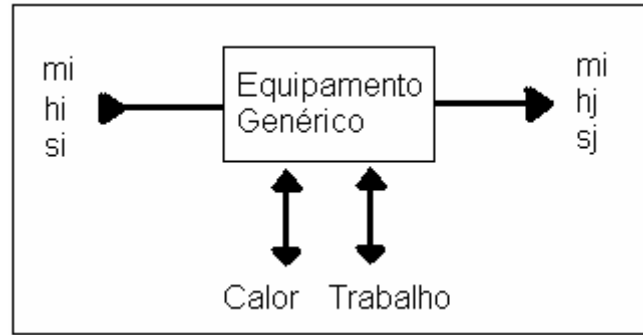 mi
hi
si
Equipamento
Genérico
mi
hj
sj
Calor
Trabalho